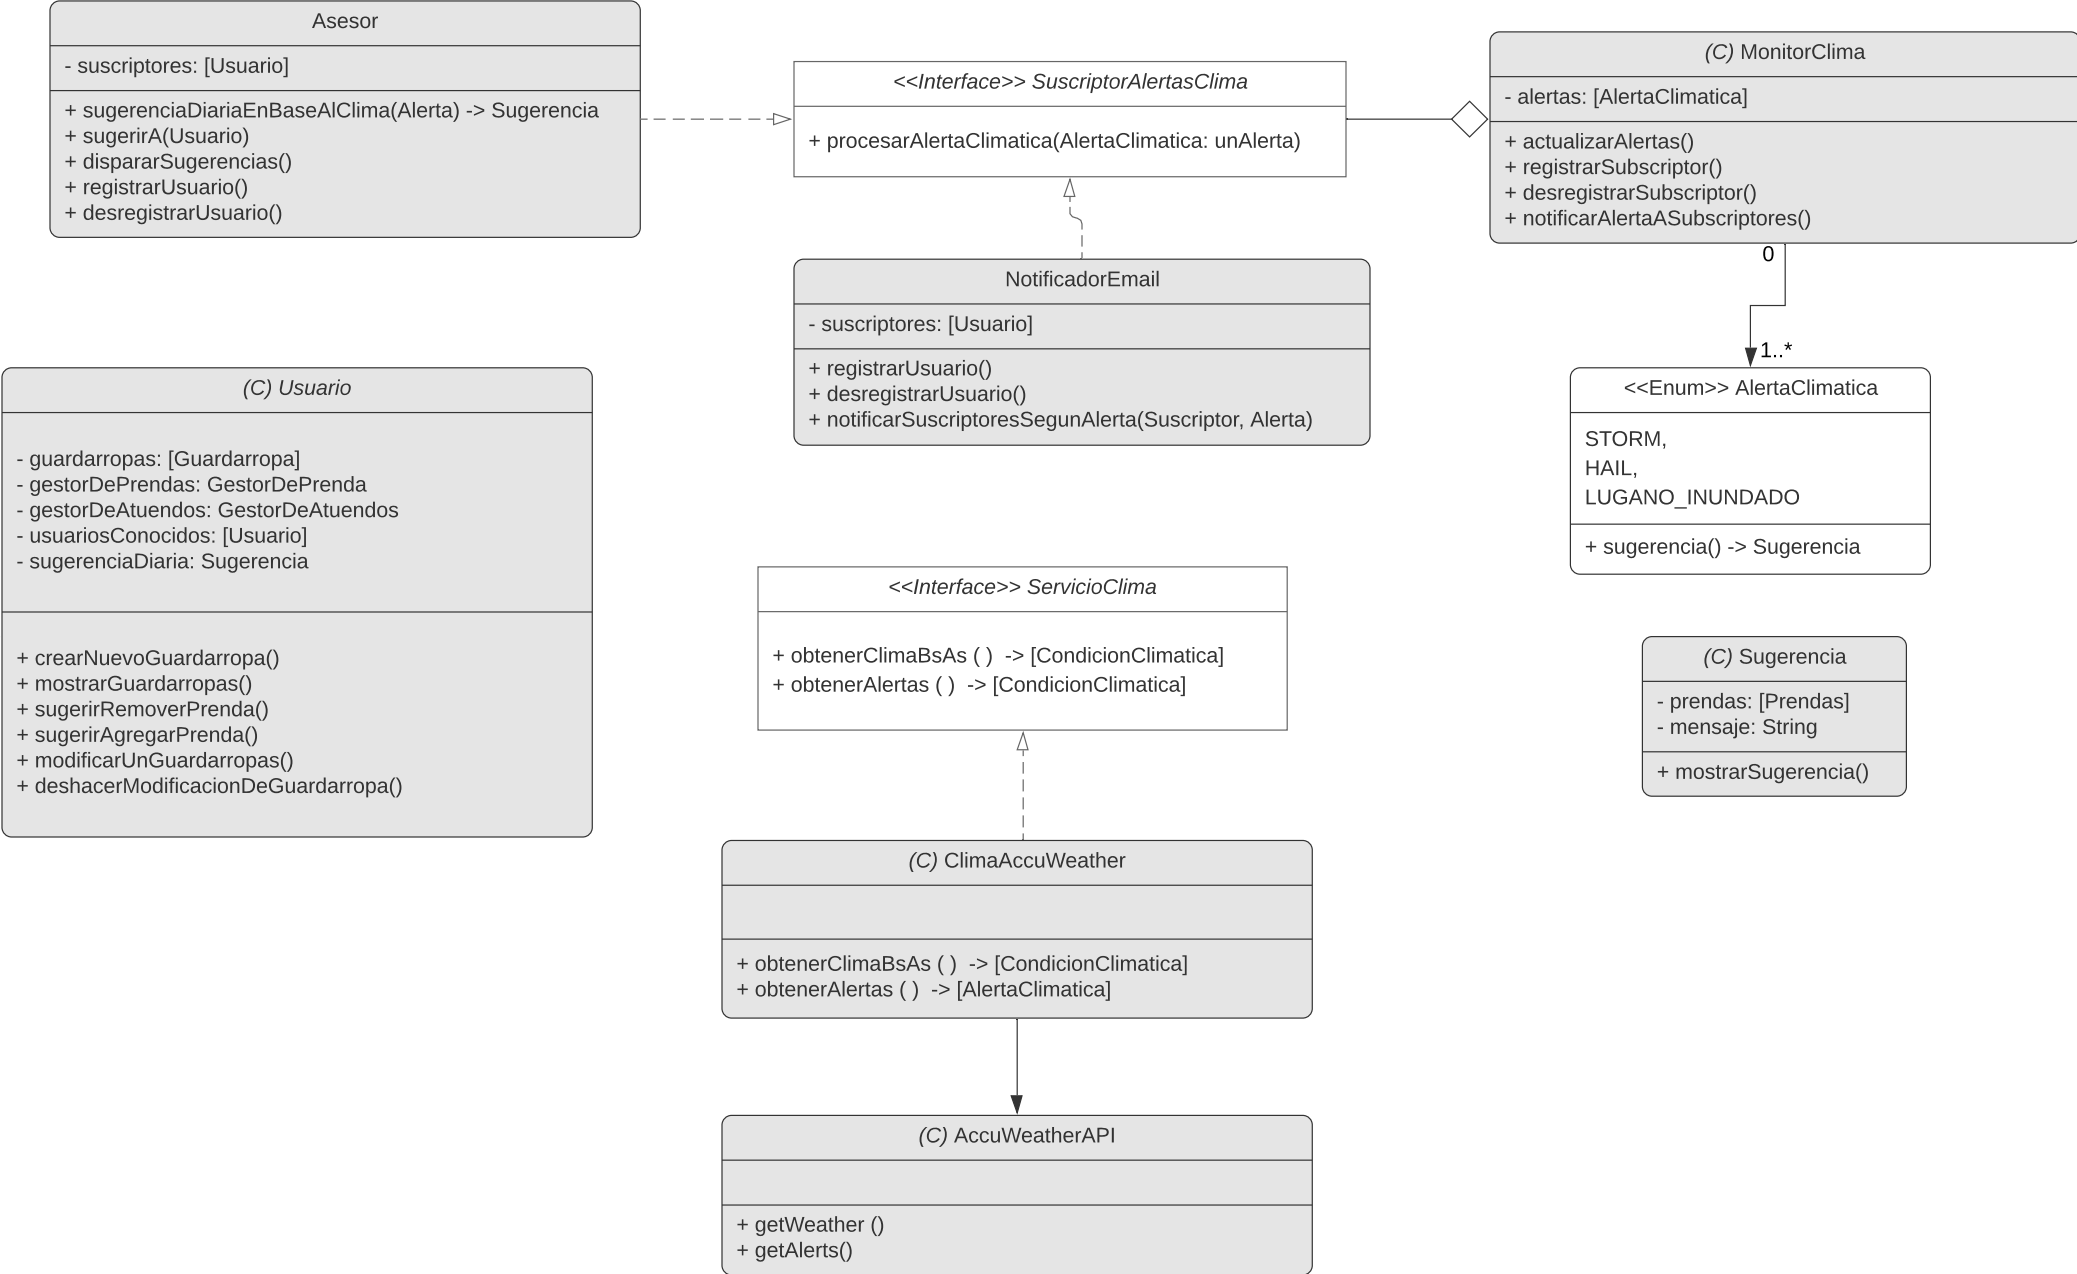 Asesor
- suscriptores: [Usuario]
+ sugerenciaDiariaEnBaseAlClima(Alerta) -> Sugerencia
+ sugerirA(Usuario)
+ dispararSugerencias()
+ registrarUsuario()
+ desregistrarUsuario()
<<Interface>> SuscriptorAlertasClima
+ procesarAlertaClimatica(AlertaClimatica: unAlerta)
(C) MonitorClima
- alertas: [AlertaClimatica]
+ actualizarAlertas()
+ registrarSubscriptor()
+ desregistrarSubscriptor()
+ notificarAlertaASubscriptores()
0
1..*
NotificadorEmail
- suscriptores: [Usuario]
+ registrarUsuario()
+ desregistrarUsuario()
+ notificarSuscriptoresSegunAlerta(Suscriptor, Alerta)
<<Enum>> AlertaClimatica
STORM,
HAIL,
LUGANO_INUNDADO
+ sugerencia() -> Sugerencia
(C) Usuario
- guardarropas: [Guardarropa]
- gestorDePrendas: GestorDePrenda
- gestorDeAtuendos: GestorDeAtuendos
- usuariosConocidos: [Usuario]
- sugerenciaDiaria: Sugerencia
+ crearNuevoGuardarropa()
+ mostrarGuardarropas()
+ sugerirRemoverPrenda()
+ sugerirAgregarPrenda()
+ modificarUnGuardarropas()
+ deshacerModificacionDeGuardarropa()
<<Interface>> ServicioClima
+ obtenerClimaBsAs ( )  -> [CondicionClimatica]
+ obtenerAlertas ( )  -> [CondicionClimatica]
(C) Sugerencia
- prendas: [Prendas]
- mensaje: String
+ mostrarSugerencia()
(C) ClimaAccuWeather
+ obtenerClimaBsAs ( )  -> [CondicionClimatica]
+ obtenerAlertas ( )  -> [AlertaClimatica]
(C) AccuWeatherAPI
+ getWeather ()
+ getAlerts()